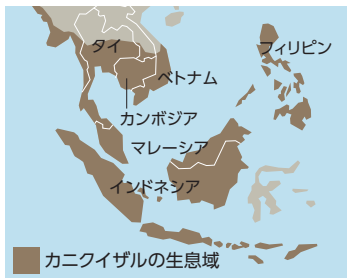 タイ
フィリピン
ベトナム
カンボジア
マレーシア
インドネシア
カニクイザルの生息域